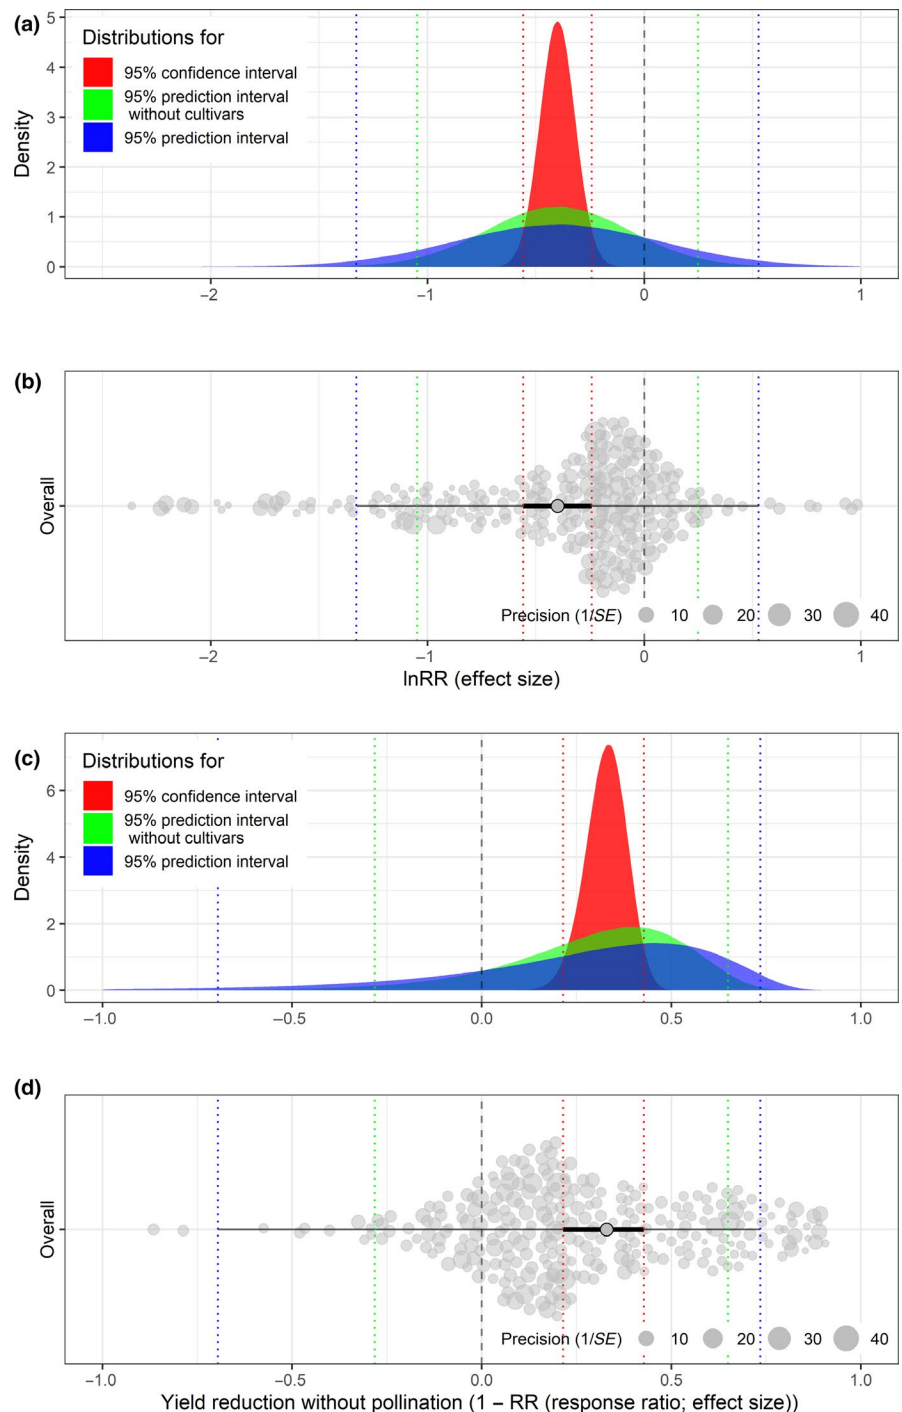 (a)
Distributions for
95% confidence interval
95% prediction interval
without cultivars
95% prediction interval
Density
5
4
3
2
1
0
−2 −1 0 1
(b)
Overall
Precision (1/SE) 10 20 30 40
−2 −1 0 1
lnRR (effect size)
(c)
Distributions for
95% confidence interval
95% prediction interval
without cultivars
95% prediction interval
Density
6
4
2
0
−1.0 −0.5 0.0 0.5 1.0
(d)
Overall
Precision (1/SE) 10 20 30 40
−1.0 −0.5 0.0 0.5 1.0
Yield reduction without pollination (1 − RR (response ratio; effect size))